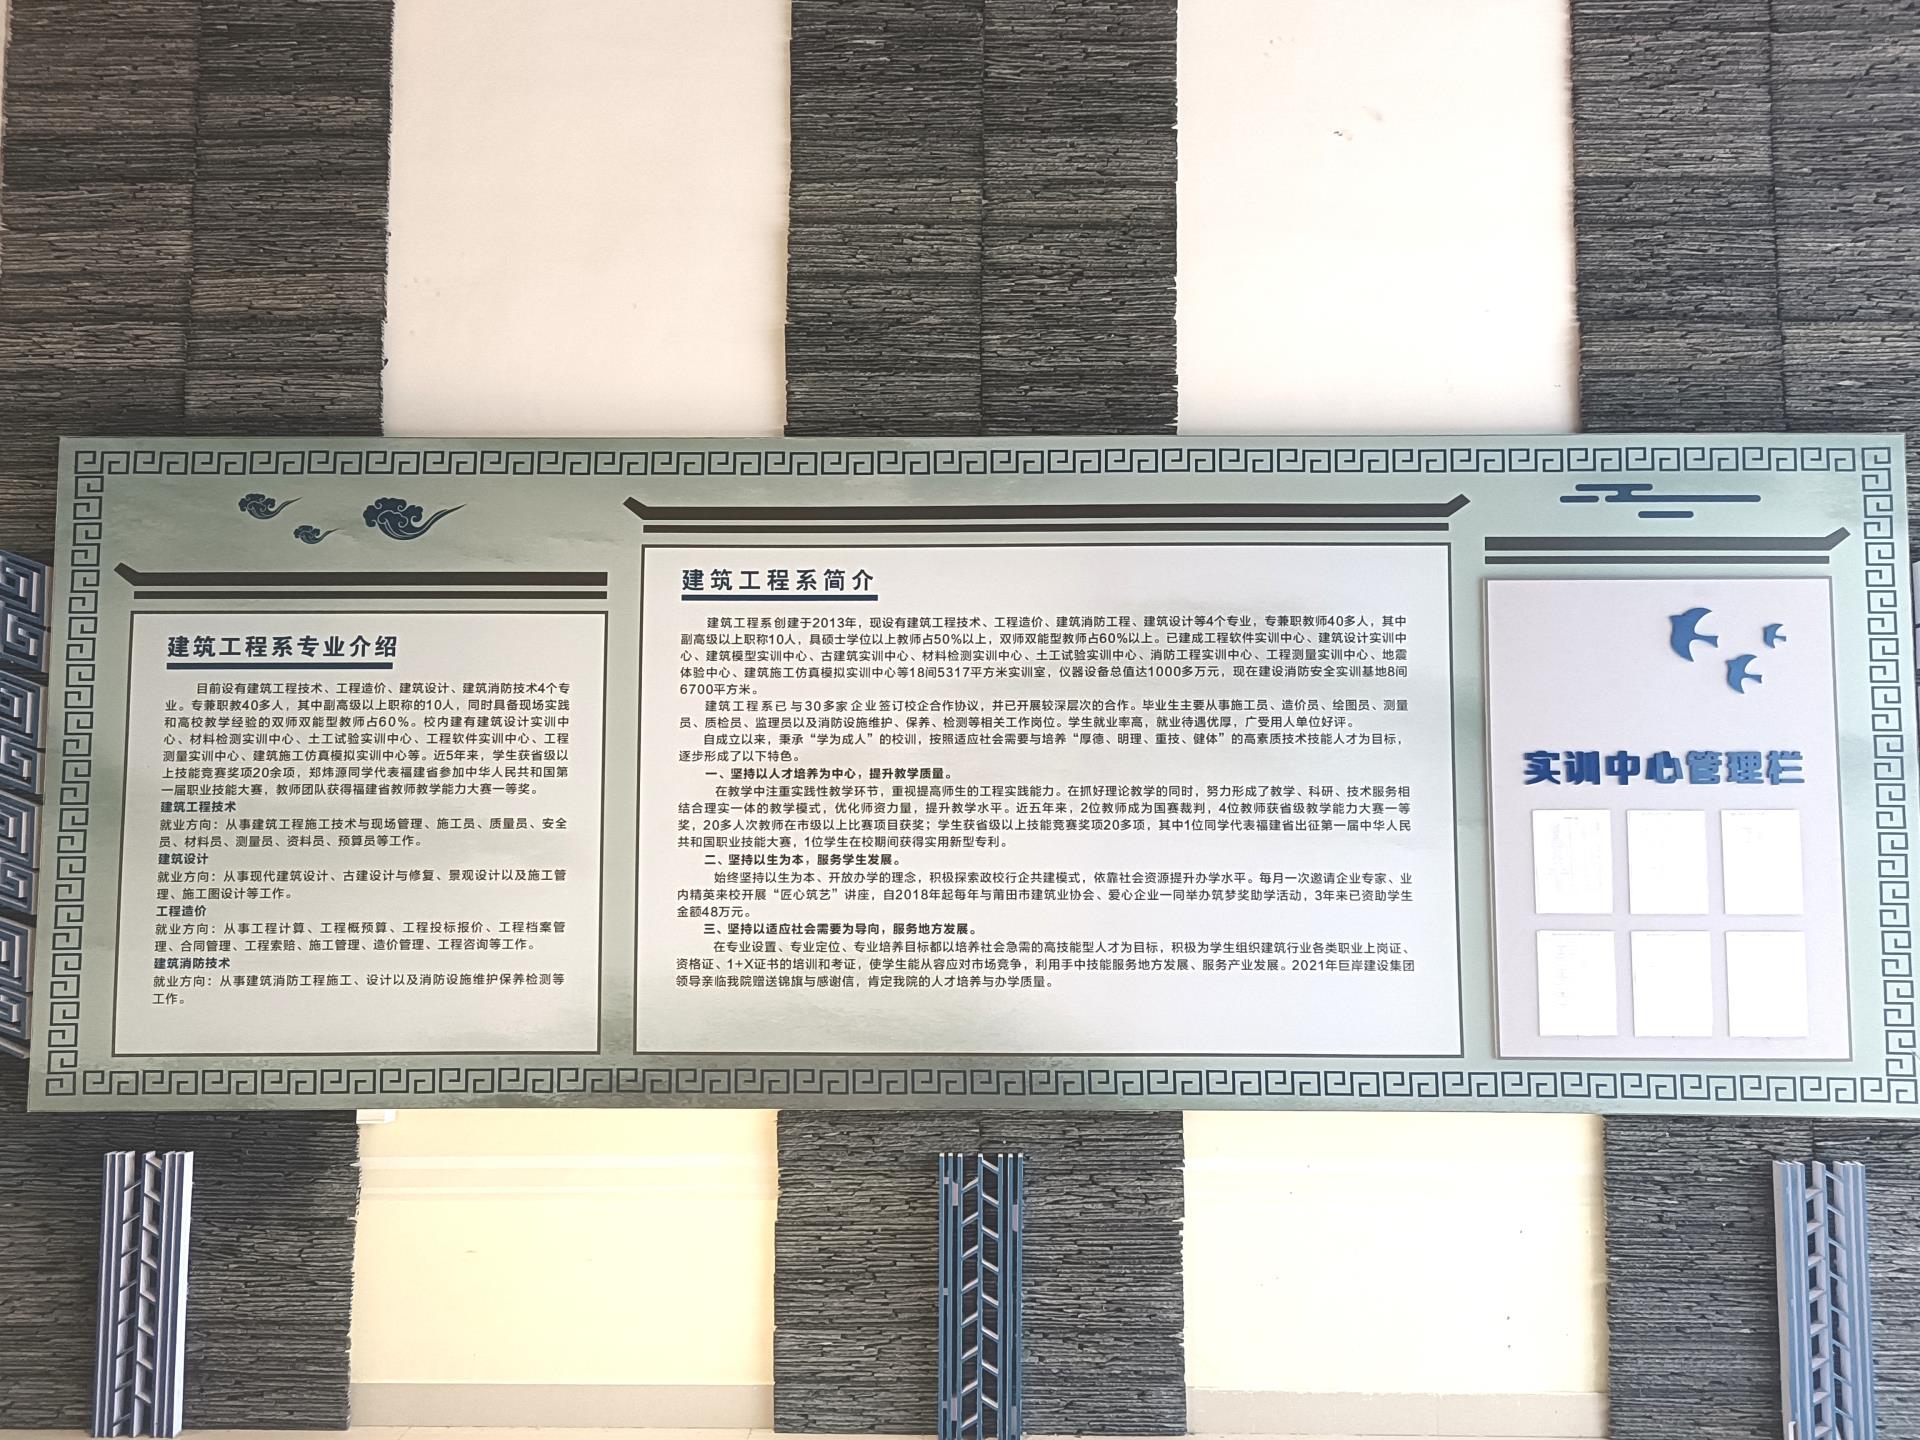 建筑工程系专业介绍
目前设有建筑工程技术、工程造价、建筑设计、建筑消防技术4个专
业。专兼职教40多人，其中副高级以上职称的10人，同时具备现场实践
和高校教学经验的双师双能型教师占60%。校内建有建筑设计实训中
心、材料检测实训中心、土工试验实训中心、工程软件实训中心、工程
测量实训中心、建筑施工仿真模拟实训中心等。近5年来，学生获省级以
上技能竞赛奖项20余项，郑炜源同学代表福建省参加中华人民共和国第
一届职业技能大赛，教师团队获得福建省教师教学能力大赛一等奖。
建筑工程技术
就业方向：从事建筑工程施工技术与现场管理、施工员、质量员、安全
员、材料员、测量员、资料员、预算员等工作。
建筑设计
就业方向：从事现代建筑设计、古建设计与修复、景观设计以及施工管
理、施工图设计等工作。
工程造价
就业方向：从事工程计算、工程概预算、工程投标报价、工程档案管
理、合同管理、工程索赔、施工管理、造价管理、工程咨询等工作。
建筑消防技术
就业方向：从事建筑消防工程施工、设计以及消防设施维护保养检测等
工作。
建筑工程系简介
建筑工程系创建于2013年，现设有建筑工程技术、工程造价、建筑消防工程、建筑设计等4个专业，专兼职教师40多人，其中
副高级以上职称10人，具硕士学位以上教师占50%以上，双师双能型教师占60%以上。已建成工程软件实训中心、建筑设计实训中
心、建筑模型实训中心、古建筑实训中心、材料检测实训中心、土工试验实训中心、消防工程实训中心、工程测量实训中心、地震
体验中心、建筑施工仿真模拟实训中心等18间5317平方米实训室，仪器设备总值达1000多万元，现在建设消防安全实训基地8间
6700平方米。
建筑工程系已与30多家企业签订校企合作协议，并已开展较深层次的合作。毕业生主要从事施工员、造价员、绘图员、测量
员、质检员、监理员以及消防设施维护、保养、检测等相关工作岗位。学生就业率高，就业待遇优厚，广受用人单位好评。
自成立以来，秉承“学为成人”的校训，按照适应社会需要与培养“厚德、明理、重技、健体”的高素质技术技能人才为目标，
逐步形成了以下特色。
一、坚持以人才培养为中心，提升教学质量。
在教学中注重实践性教学环节，重视提高师生的工程实践能力。在抓好理论教学的同时，努力形成了教学、科研、技术服务相
结合理实一体的教学模式，优化师资力量，提升教学水平。近五年来，2位教师成为国赛裁判，4位教师获省级教学能力大赛一等
奖，20多人次教师在市级以上比赛项目获奖；学生获省级以上技能竞赛奖项20多项，其中1位同学代表福建省出征第一届中华人民
共和国职业技能大赛，1位学生在校期间获得实用新型专利。
二、坚持以生为本，服务学生发展。
始终坚持以生为本、开放办学的理念，积极探索政校行企共建模式，依靠社会资源提升办学水平。每月一次邀请企业专家、业
内精英来校开展“匠心筑艺”讲座，自2018年起每年与莆田市建筑业协会、爱心企业一同举办筑梦奖助学活动，3年来已资助学生
金额48万元。
三、坚持以适应社会需要为导向，服务地方发展。
在专业设置、专业定位、专业培养目标都以培养社会急需的高技能型人才为目标，积极为学生组织建筑行业各类职业上岗证、
资格证、1+X证书的培训和考证，使学生能从容应对市场竞争，利用手中技能服务地方发展、服务产业发展。2021年巨岸建设集团
领导亲临我院赠送锦旗与感谢信，肯定我院的人才培养与办学质量。
实训中心管理栏